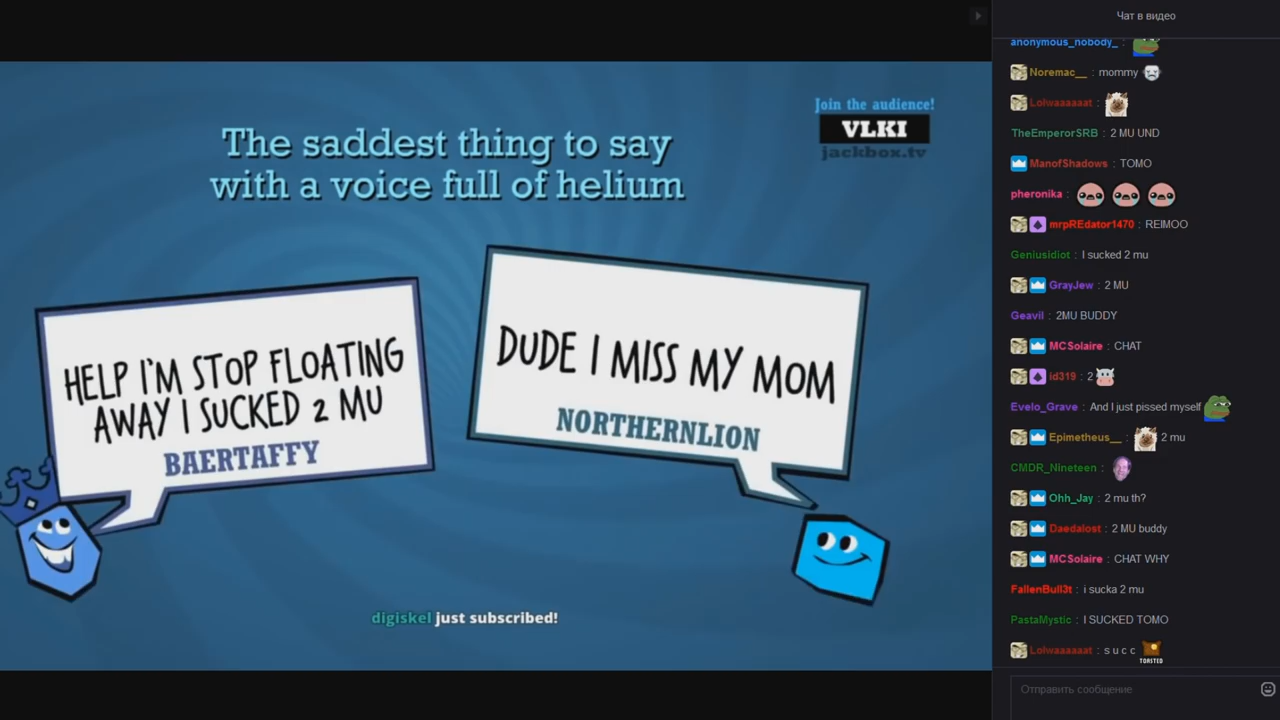 Чат в видео
Join the audience!
VLKI
jackbox.tv
The saddest thing to say
with a voice full of helium
HELP I'M STOP FLOATING
AWAY I SUCKED 2 MU
BAERTAFFY
DUDE I MISS MY MOM
NORTHERNLION
digiskel just subscribed!
anonymous_nobody_ :
Noremac__ : mommy
Lolwaaaaaat :
TheEmperorSRB : 2 MU UND
ManofShadows : TOMO
pheronika :
mrpREdator1470 : REIMOO
Geniusidiot : I sucked 2 mu
GrayJew : 2 MU
Geavil : 2MU BUDDY
MCSolaire : CHAT
id319 : 2
Evelo_Grave : And I just pissed myself
Epimetheus__ : 2 mu
CMDR_Nineteen :
Ohh_Jay : 2 mu th?
Daedalost : 2 MU buddy
MCSolaire : CHAT WHY
FallenBull3t : i sucka 2 mu
PastaMystic : I SUCKED TOMO
Lolwaaaaaat : s u c c
TOASTED
Отправить сообщение